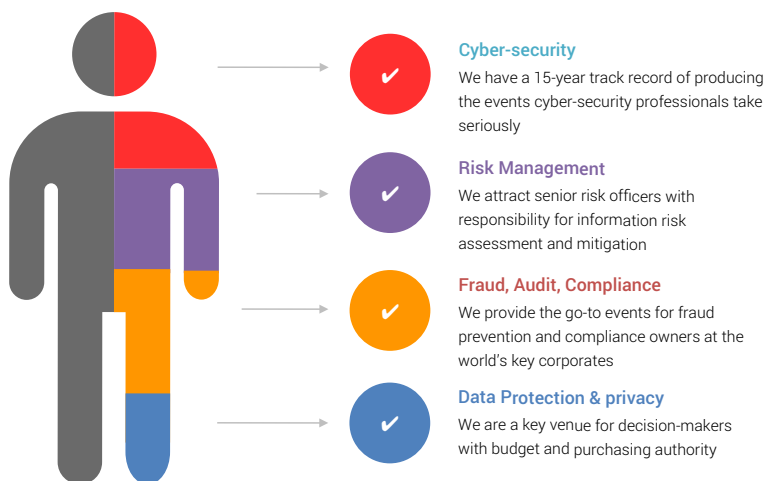 Cyber-security
We have a 15-year track record of producing
the events cyber-security professionals take
seriously
Risk Management
We attract senior risk officers with
responsibility for information risk
assessment and mitigation
Fraud, Audit, Compliance
We provide the go-to events for fraud
prevention and compliance owners at the
world’s key corporates
Data Protection & privacy
We are a key venue for decision-makers
with budget and purchasing authority